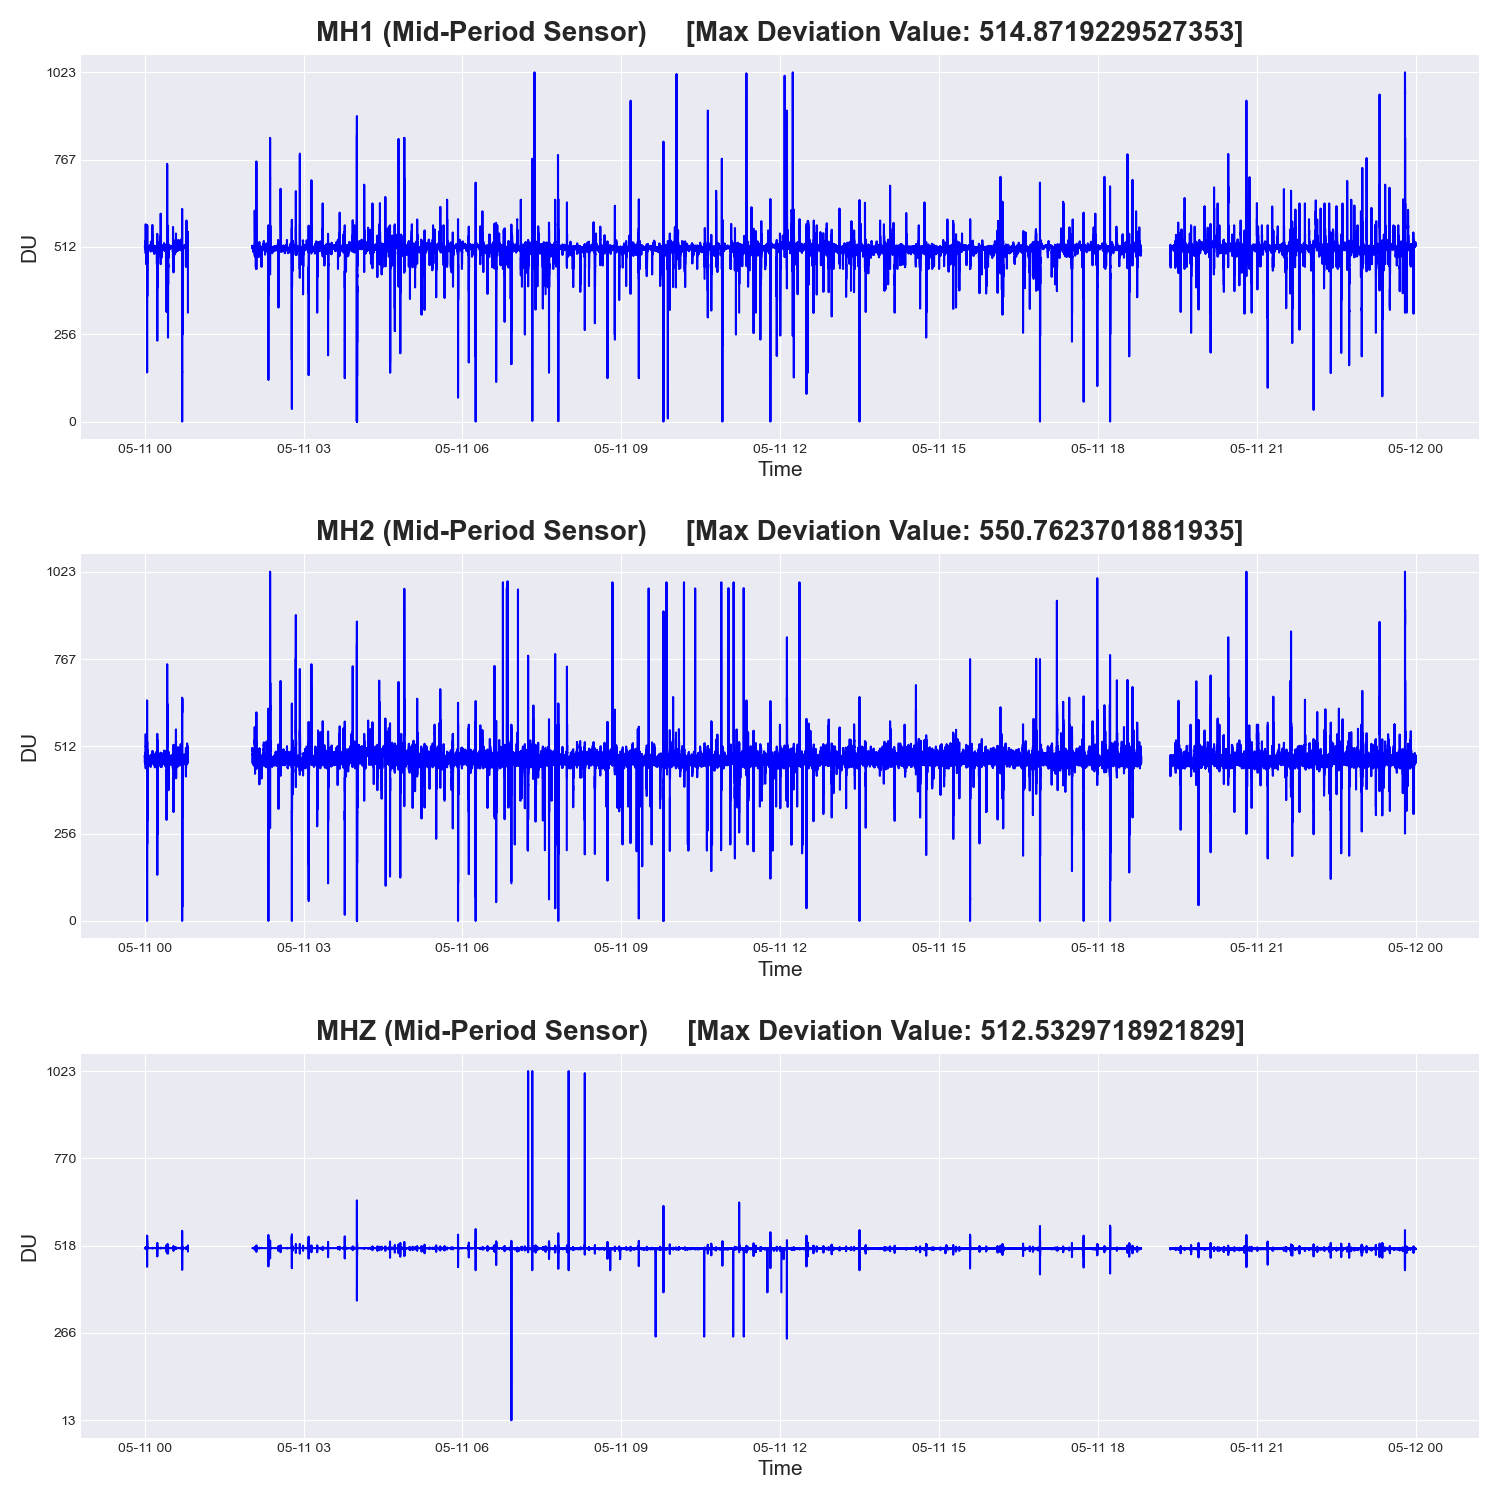 MH1 (Mid-Period Sensor) [Max Deviation Value: 514.8719229527353]
1023
767
512
256
0
DU
05-11 00 05-11 03 05-11 06 05-11 09 05-11 12 05-11 15 05-11 18 05-11 21 05-12 00
Time
MH2 (Mid-Period Sensor) [Max Deviation Value: 550.7623701881935]
1023
767
512
256
0
DU
05-11 00 05-11 03 05-11 06 05-11 09 05-11 12 05-11 15 05-11 18 05-11 21 05-12 00
Time
MHZ (Mid-Period Sensor) [Max Deviation Value: 512.5329718921829]
1023
770
518
266
13
DU
05-11 00 05-11 03 05-11 06 05-11 09 05-11 12 05-11 15 05-11 18 05-11 21 05-12 00
Time